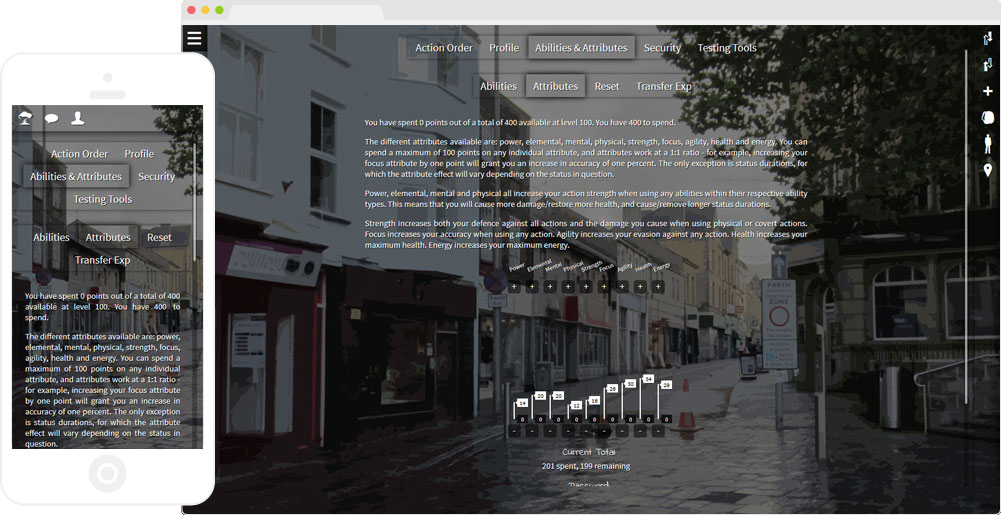 Action Order Profile
Abilities & Attributes Security
Testing Tools
Abilities Attributes Reset
Transfer Exp
You have spent 0 points out of a total of 400
available at level 100. You have 400 to
spend.
The different attributes available are: power,
elemental, mental, physical, strength, focus,
agility, health and energy. You can spend a
maximum of 100 points on any individual
attribute, and attributes work at a 1:1 ratio -
for example, increasing your focus attribute
by one point will grant you an increase in
accuracy of one percent. The only exception
is status durations, for which the attribute
effect will vary depending on the status in
question.
Action Order Profile Abilities & Attributes Security Testing Tools
Abilities Attributes Reset Transfer Exp
You have spent 0 points out of a total of 400 available at level 100. You have 400 to spend.
The different attributes available are: power, elemental, mental, physical, strength, focus, agility, health and energy. You can
spend a maximum of 100 points on any individual attribute, and attributes work at a 1:1 ratio - for example, increasing your
focus attribute by one point will grant you an increase in accuracy of one percent. The only exception is status durations, for
which the attribute effect will vary depending on the status in question.
Power, elemental, mental and physical all increase your action strength when using any abilities within their respective ability
types. This means that you will cause more damage/restore more health, and cause/remove longer status durations.
Strength increases both your defence against all actions and the damage you cause when using physical or covert actions.
Focus increases your accuracy when using any action. Agility increases your evasion against any action. Health increases your
maximum health. Energy increases your maximum energy.
Power Elemental Mental Physical Strength Focus Agility Health Energy
+ + + + + + + + +
PEDESTRIAN
ZONE
14 20 20 12 16 26 30 34 29
0 0 0 0 0 0 0 0 0
- - - - - - - - -
Current Total
201 spent, 199 remaining
Password